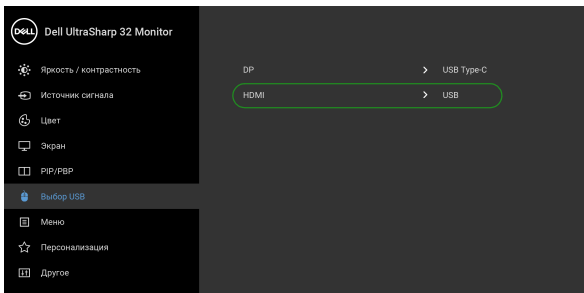 DELL
Dell UltraSharp 32 Monitor
Яркость / контрастность
DP USB Type-C
Источник сигнала
HDMI USB
Цвет
Экран
PIP/PBP
Выбор USB
Меню
Персонализация
Другое